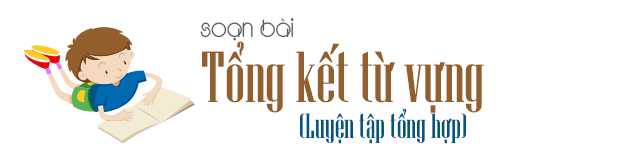 soạn bài
Tổng kết từ vựng
(Luyện tập tổng hợp)